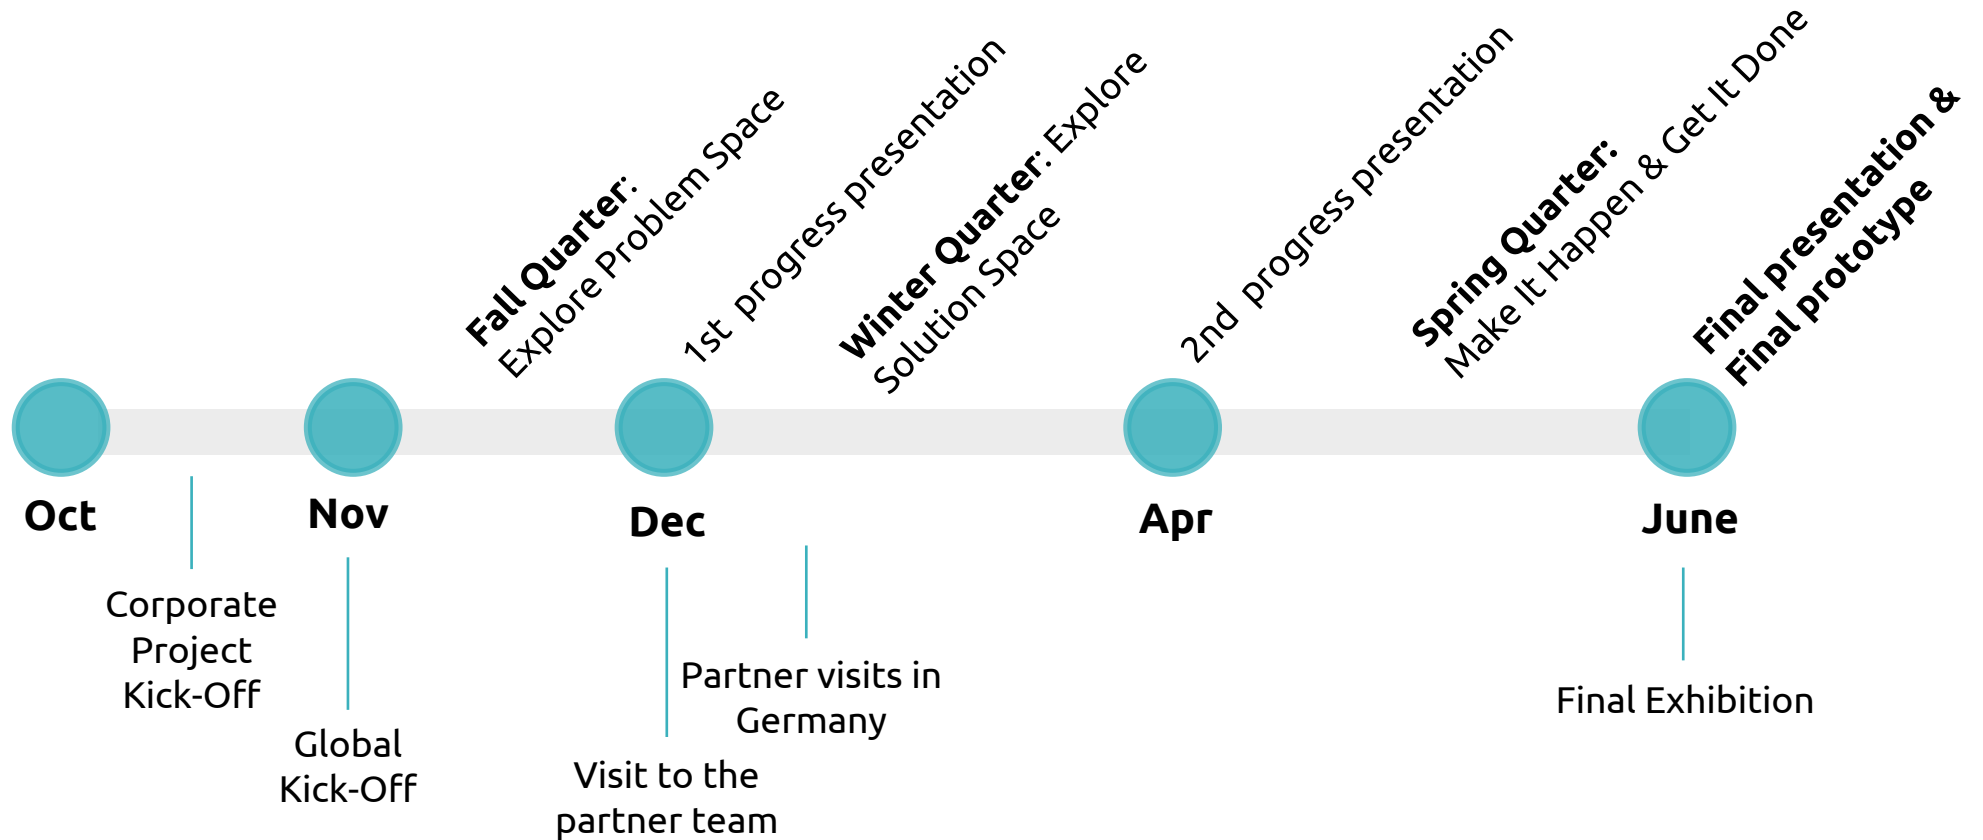 Fall Quarter:
Explore Problem Space
1st progress presentation
Winter Quarter: Explore
Solution Space
2nd progress presentation
Spring Quarter:
Make It Happen & Get It Done
Final presentation &
Final prototype
Oct
Nov
Dec
Apr
June
Corporate
Project
Kick-Off
Global
Kick-Off
Visit to the
partner team
Partner visits in
Germany
Final Exhibition